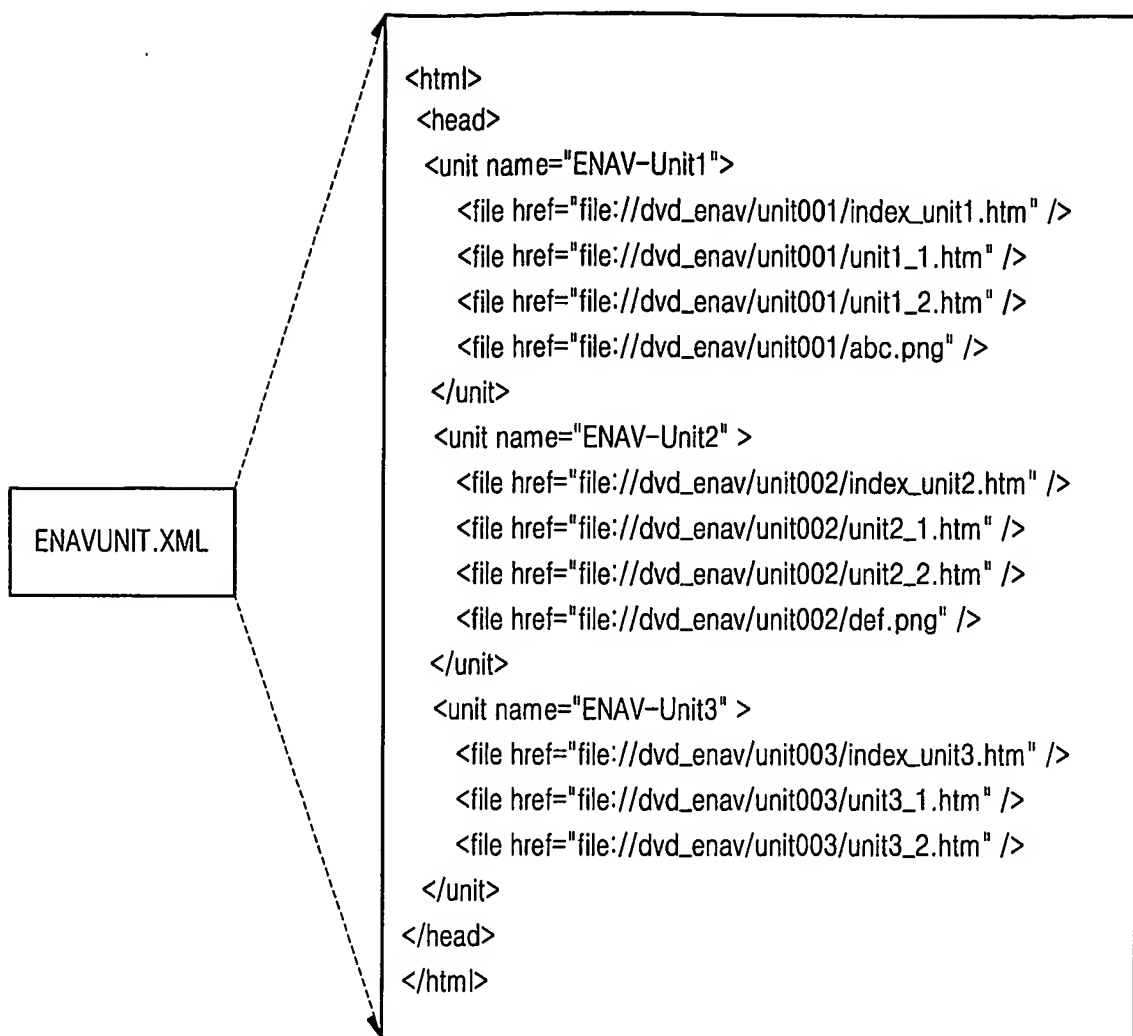 <html>
<head>
<unit name="ENAV-Unit1">
<file href="file://dvd_enav/unit001/index_unit1.htm" />
<file href="file://dvd_enav/unit001/unit1_1.htm" />
<file href="file://dvd_enav/unit001/unit1_2.htm" />
<file href="file://dvd_enav/unit001/abc.png" />
</unit>
<unit name="ENAV-Unit2" >
<file href="file://dvd_enav/unit002/index_unit2.htm" />
<file href="file://dvd_enav/unit002/unit2_1.htm" />
<file href="file://dvd_enav/unit002/unit2_2.htm" />
<file href="file://dvd_enav/unit002/def.png" />
</unit>
<unit name="ENAV-Unit3" >
<file href="file://dvd_enav/unit003/index_unit3.htm" />
<file href="file://dvd_enav/unit003/unit3_1.htm" />
<file href="file://dvd_enav/unit003/unit3_2.htm" />
</unit>
</head>
</html>
ENAVUNIT.XML